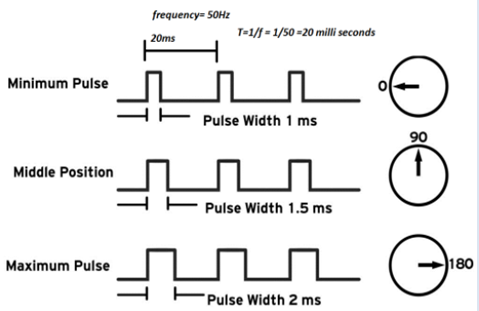 frequency= 50Hz
20ms
T=1/f = 1/50 =20 milli seconds
Minimum Pulse
0
Pulse Width 1 ms
90
Middle Position
Pulse Width 1.5 ms
Maximum Pulse
180
Pulse Width 2 ms